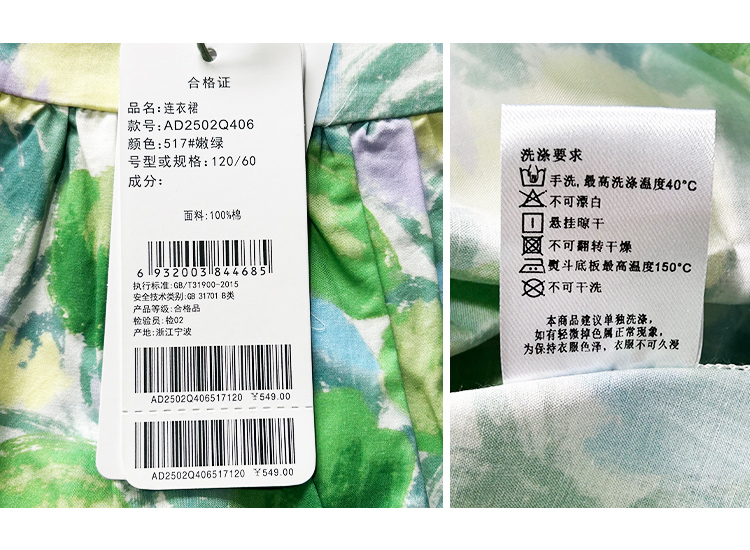 合格证
品名: 连衣裙
款号: AD2502Q406
颜色: 517#嫩绿
号型或规格: 120/60
成分:
面料: 100%棉
6 932003 844685
执行标准: GB/T31900-2015
安全技术类别: GB 31701 B类
产品等级: 合格品
检验员: 检02
产地: 浙江宁波
AD2502Q406517120 ￥549.00
AD2502Q406517120 ￥549.00
洗涤要求
手洗, 最高洗涤温度40°C
不可漂白
悬挂晾干
不可翻转干燥
熨斗底板最高温度150°C
不可干洗
本商品建议单独洗涤,
如有轻微掉色属正常现象,
为保持衣服色泽, 衣服不可久浸